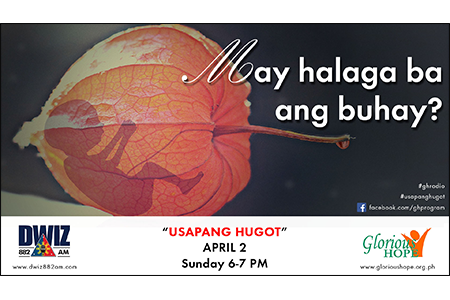 May halaga ba
ang buhay?
#ghradio
#usapanghugot
facebook.com/ghprogram
DWIZ
882 AM
www.dwiz882am.com
"USAPANG HUGOT"
APRIL 2
Sunday 6-7 PM
Glorious
HOPE
www.glorioushope.org.ph